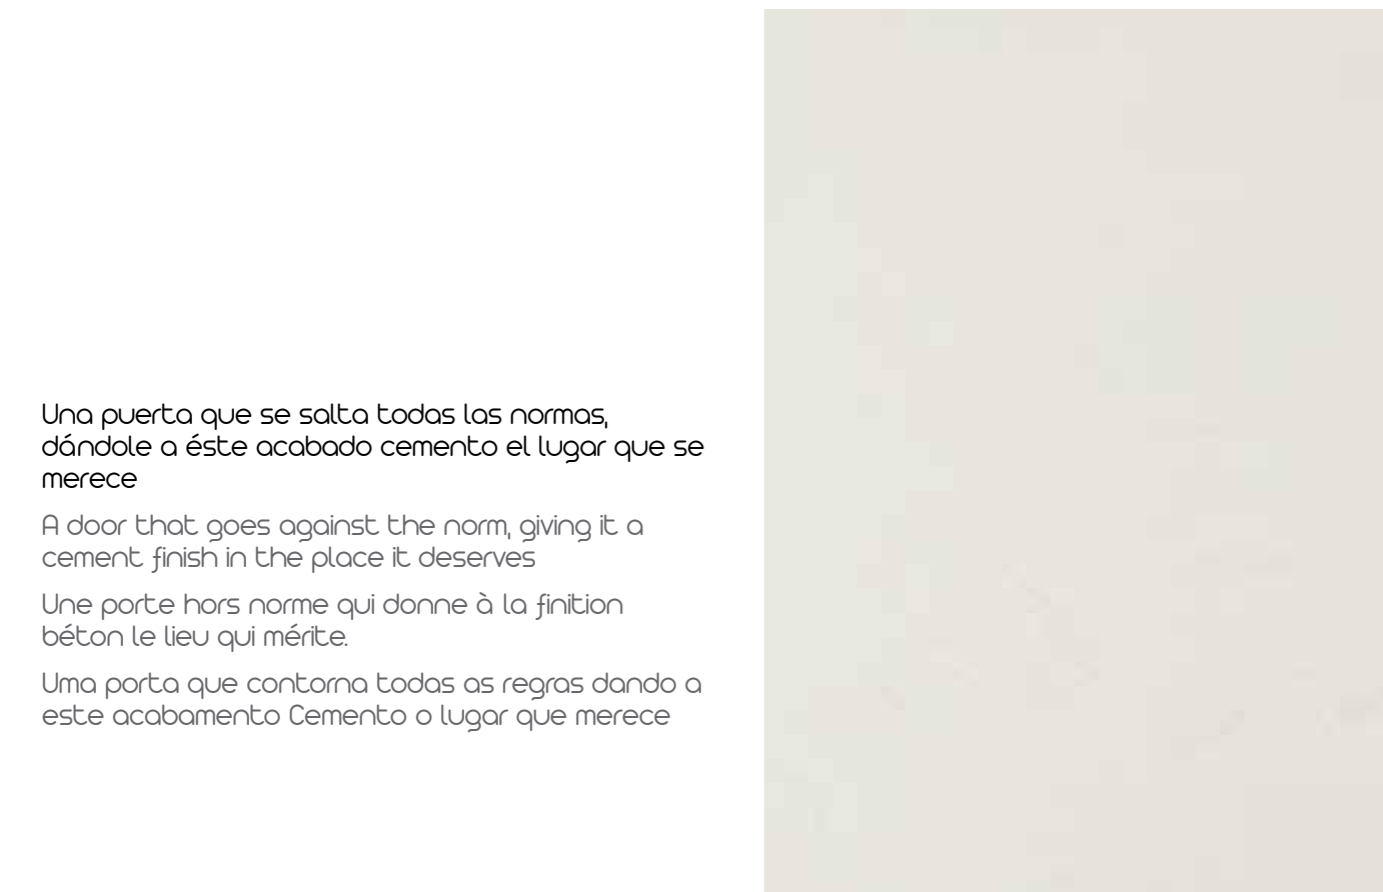 Una puerta que se salta todas las normas,
dándole a éste acabado cemento el lugar que se
merece
A door that goes against the norm, giving it a
cement finish in the place it deserves
Une porte hors norme qui donne à la finition
béton le lieu qui mérite.
Uma porta que contorna todas as regras dando a
este acabamento Cemento o lugar que merece